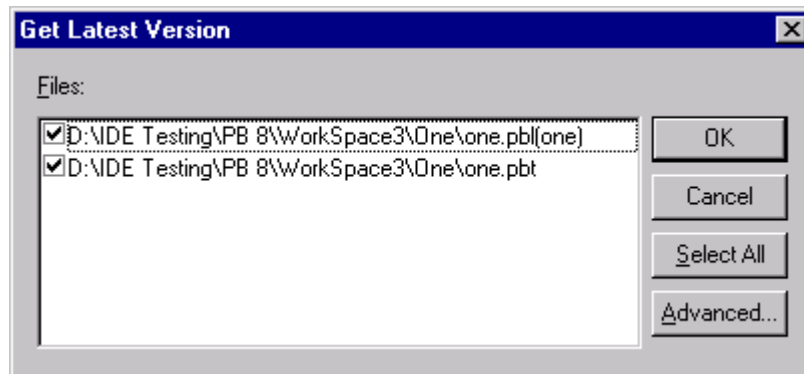 Get Latest Version
Files:
D:\IDE Testing\PB 8\WorkSpace3\One\one.pbl(one)
D:\IDE Testing\PB 8\WorkSpace3\One\one.pbt
OK
Cancel
Select All
Advanced...